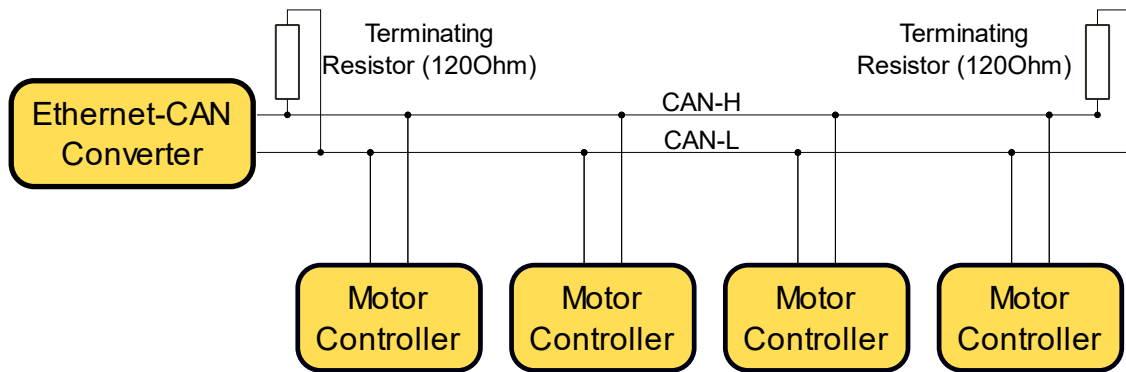 Terminating
Resistor (120Ohm)
Terminating
Resistor (120Ohm)
Ethernet-CAN
Converter
CAN-H
CAN-L
Motor
Controller
Motor
Controller
Motor
Controller
Motor
Controller